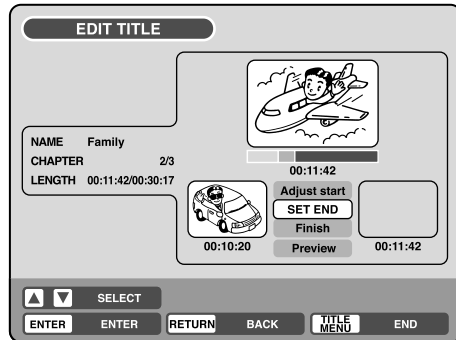 EDIT TITLE
NAME Family
CHAPTER 2/3
LENGTH 00:11:42/00:30:17
00:11:42
Adjust start
SET END
Finish
Preview
00:10:20
00:11:42
SELECT
ENTER ENTER RETURN BACK TITLE MENU END